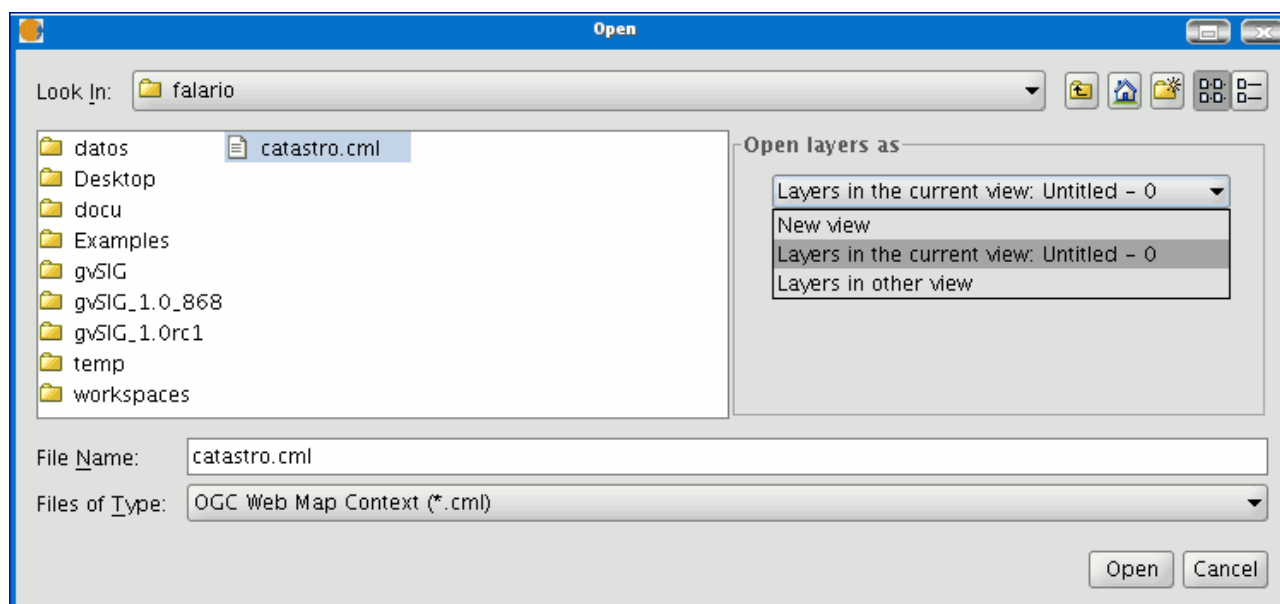 Open
Look In: falario
datos catastro.cml
Desktop
docu
Examples
gvSIG
gvSIG_1.0_868
gvSIG_1.0rc1
temp
workspaces
Open layers as
Layers in the current view: Untitled - 0
New view
Layers in the current view: Untitled - 0
Layers in other view
File Name: catastro.cml
Files of Type: OGC Web Map Context (*.cml)
Open Cancel